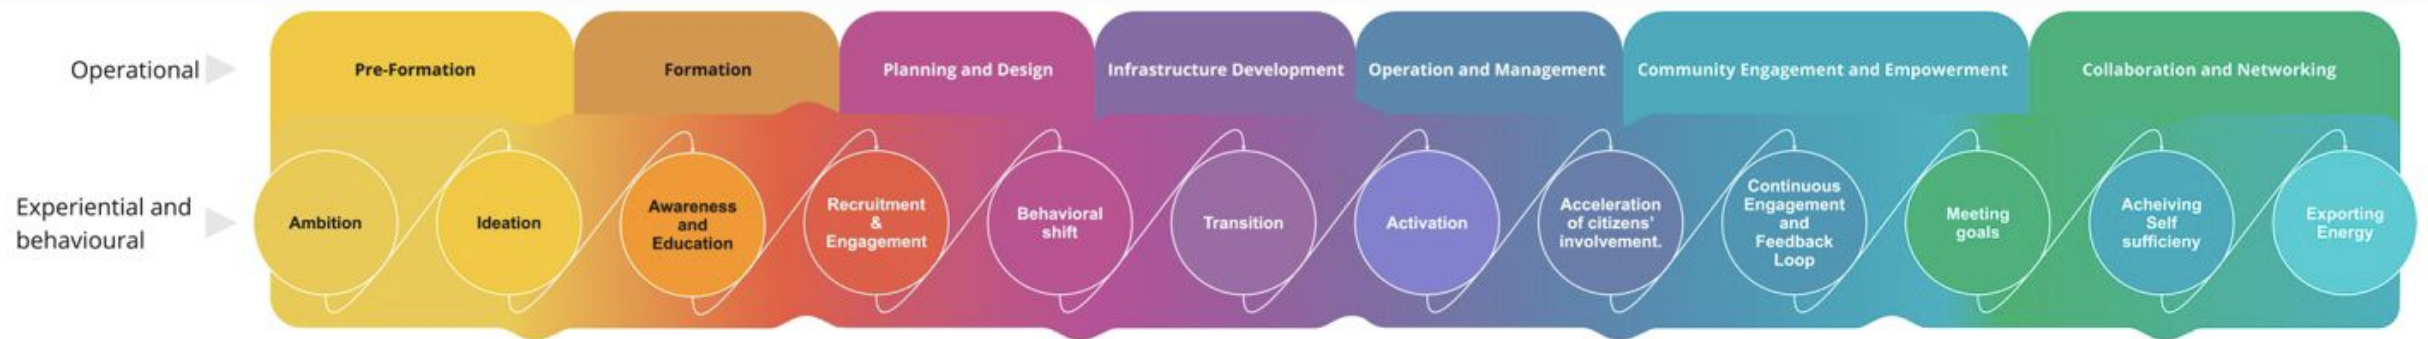 Operational
Pre-Formation
Formation
Planning and Design
Infrastructure Development
Operation and Management
Community Engagement and Empowerment
Collaboration and Networking
Experiential and
behavioural
Ambition
Ideation
Awareness
and
Education
Recruitment
&
Engagement
Behavioral
shift
Transition
Activation
Acceleration
of citizens’
involvement.
Continuous
Engagement
and
Feedback
Loop
Meeting
goals
Acheiving
Self
sufficieny
Exporting
Energy